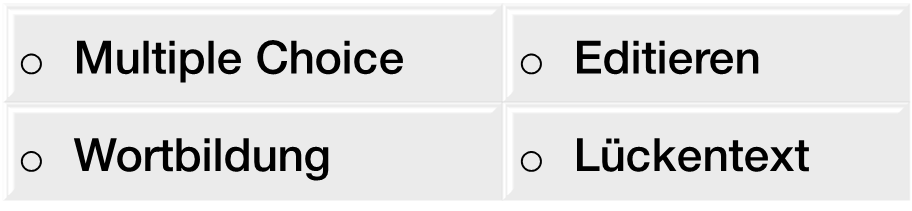 Multiple Choice
Editieren
Wortbildung
Lückentext